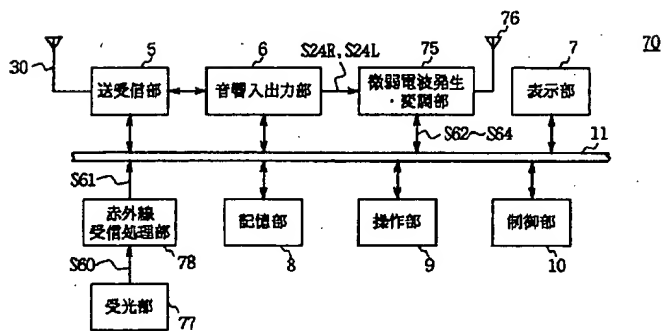 76
5
6
S24R, S24L
75
7
70
30
送受信部
音響入出力部
微弱電波発生
・変調部
表示部
S62～S64
11
S61
赤外線
受信処理部
記憶部
操作部
制御部
S60
78
8
9
10
受光部
77